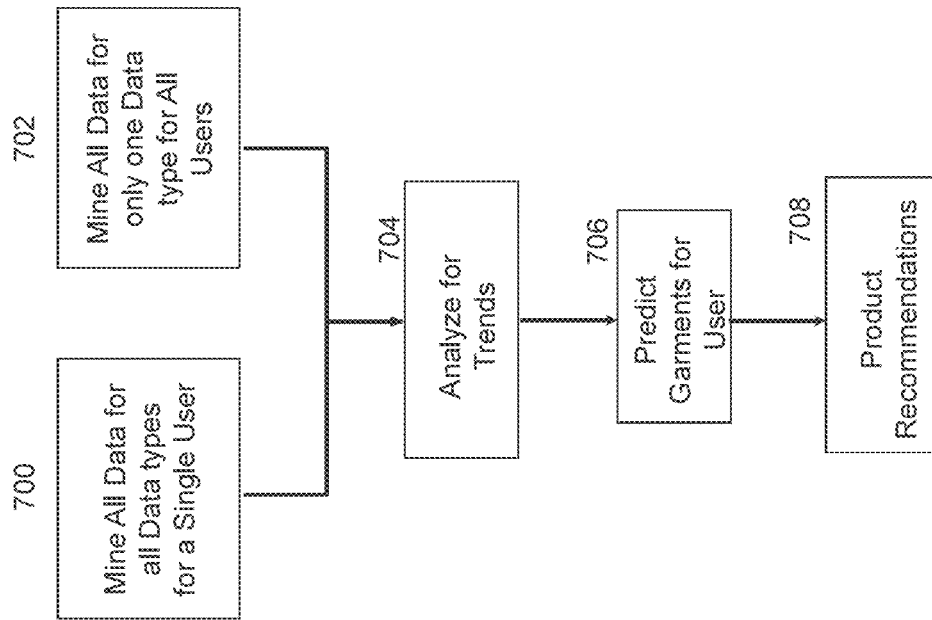 700
Mine All Data for
all Data types
for a Single User
702
Mine All Data for
only one Data
type for All
Users
704
Analyze for
Trends
706
Predict
Garments for
User
708
Product
Recommendations